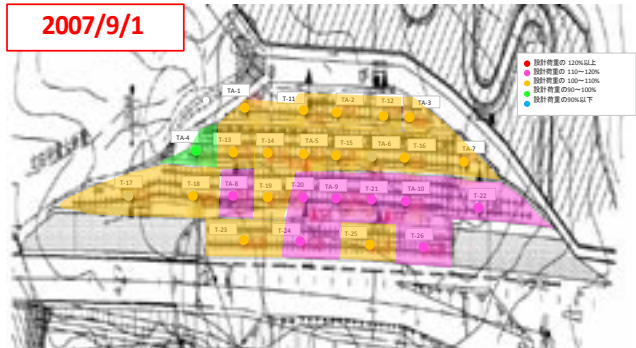 2007/9/1
設計荷重の 120%以上
設計荷重の 110～120%
設計荷重の 100～110%
設計荷重の90～100%
設計荷重の90%以下
TA-1
T-11
TA-2
T-12
TA-3
TA-4
T-13
T-14
TA-5
T-15
TA-6
T-16
TA-7
T-17
T-18
TA-8
T-19
T-20
TA-9
T-21
TA-10
T-22
T-23
T-24
T-25
T-26